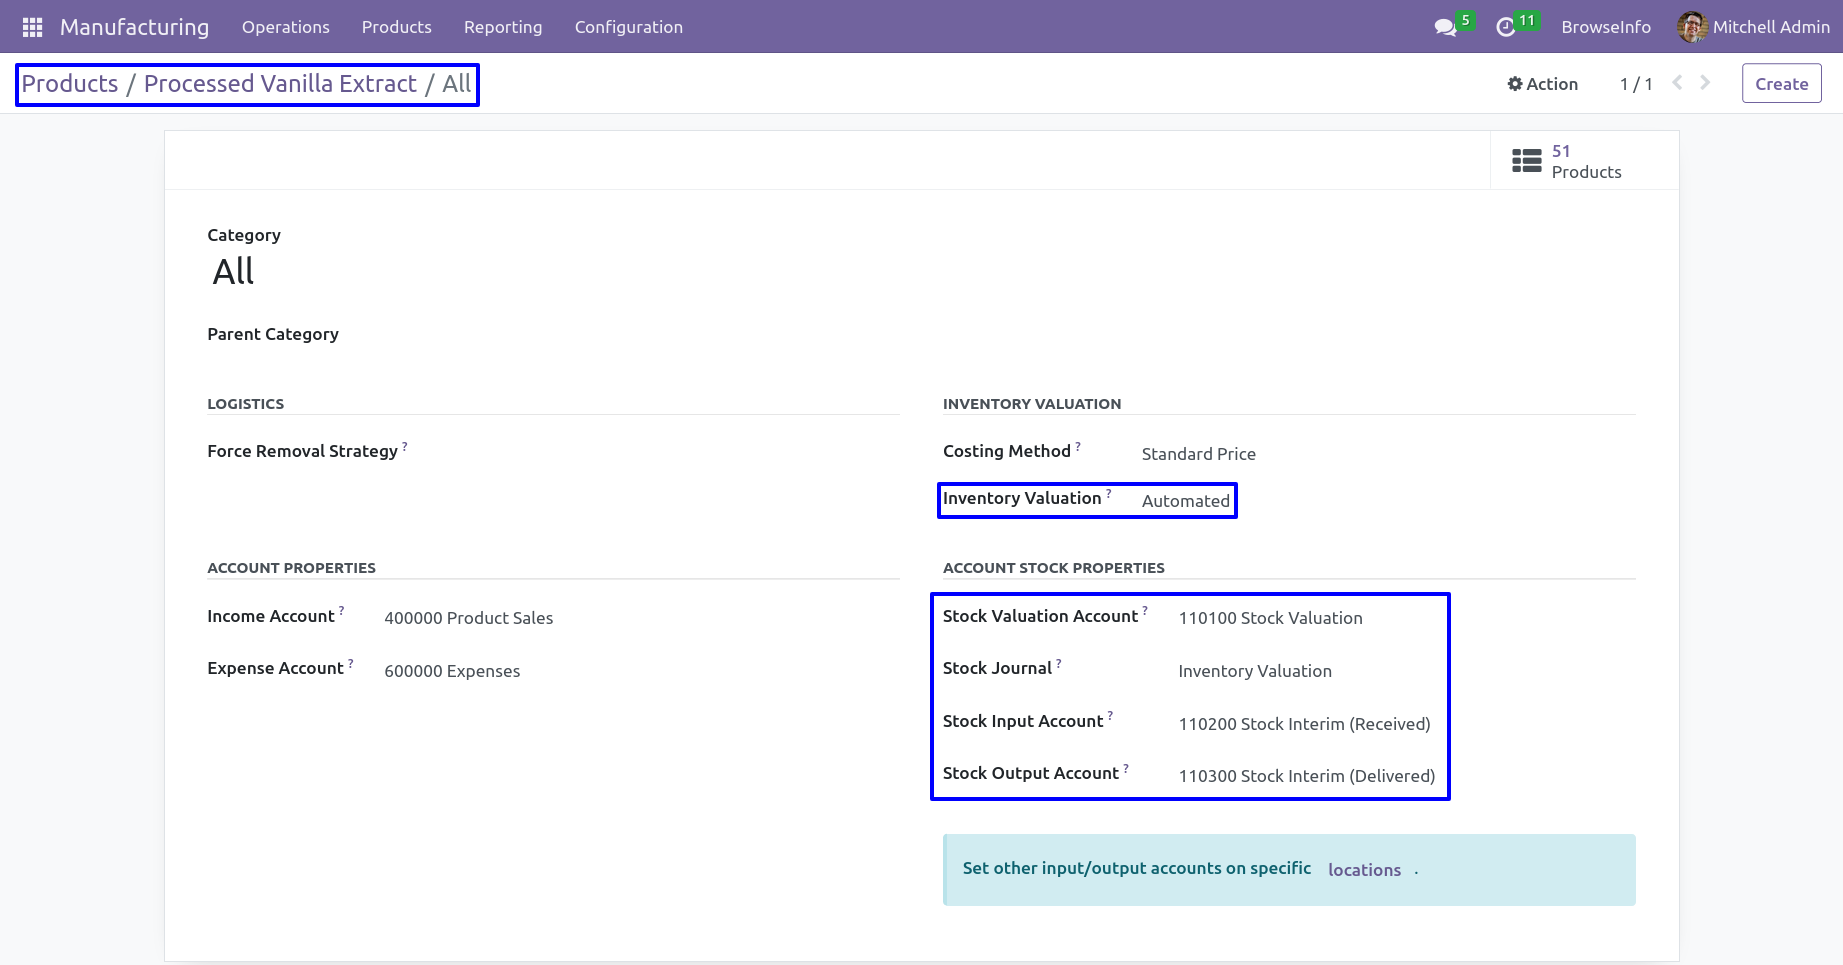 Manufacturing Operations Products Reporting Configuration 5 11 BrowseInfo Mitchell Admin
Products / Processed Vanilla Extract / All Action 1 / 1 Create
51
Products
Category
All
Parent Category
LOGISTICS
Force Removal Strategy ?
INVENTORY VALUATION
Costing Method ? Standard Price
Inventory Valuation ? Automated
ACCOUNT PROPERTIES
Income Account ? 400000 Product Sales
Expense Account ? 600000 Expenses
ACCOUNT STOCK PROPERTIES
Stock Valuation Account ? 110100 Stock Valuation
Stock Journal ? Inventory Valuation
Stock Input Account ? 110200 Stock Interim (Received)
Stock Output Account ? 110300 Stock Interim (Delivered)
Set other input/output accounts on specific locations .